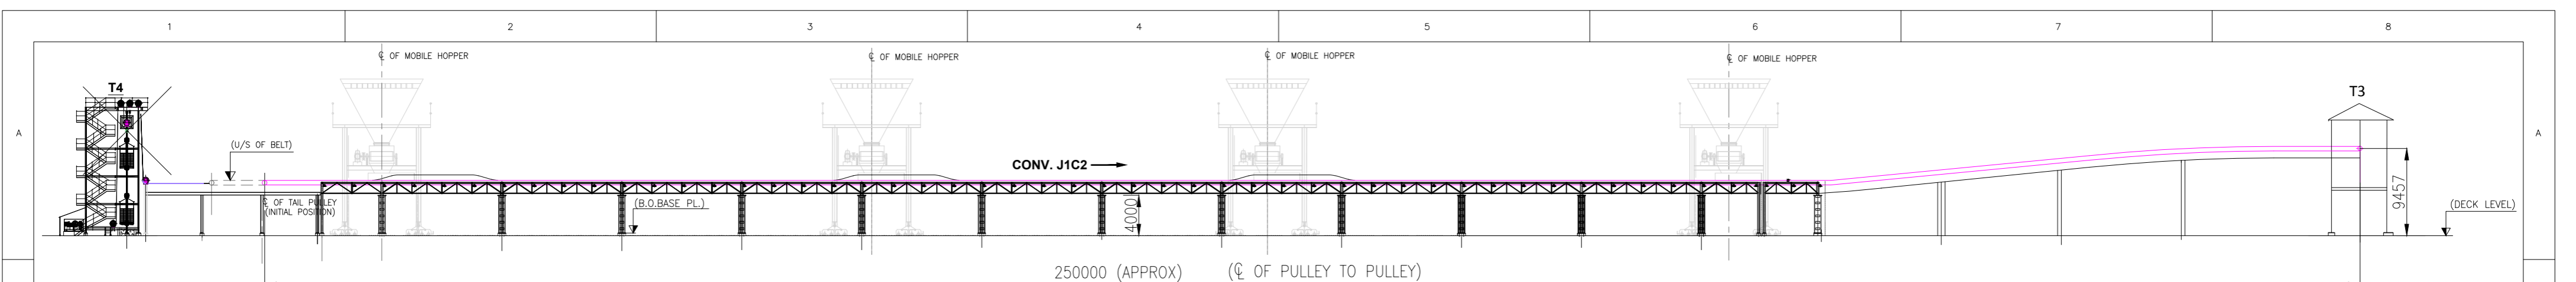 1 2 3 4 5 6 7 8
℄ OF MOBILE HOPPER
℄ OF MOBILE HOPPER
℄ OF MOBILE HOPPER
℄ OF MOBILE HOPPER
T4
T3
A
A
(U/S OF BELT)
CONV. J1C2
℄ OF TAIL PULLEY
(INITIAL POSITION)
(B.O.BASE PL.)
4000
9457
(DECK LEVEL)
250000 (APPROX) (℄ OF PULLEY TO PULLEY)